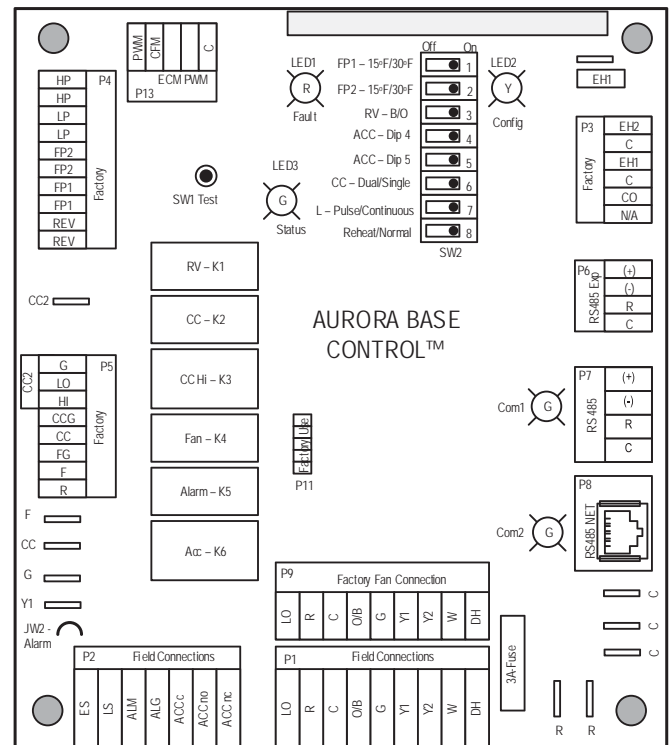 PWM
CFM
C
ECM PWM
P13
LED1
R
Fault
Off On
FP1 – 15ºF/30ºF 1
FP2 – 15ºF/30ºF 2
RV – B/O 3
ACC – Dip 4 4
ACC – Dip 5 5
CC – Dual/Single 6
L – Pulse/Continuous 7
Reheat/Normal 8
SW2
LED2
Y
Config
EH1
HP
HP
LP
LP
FP2
FP2
FP1
FP1
REV
REV
P4
Factory
SW1 Test
LED3
G
Status
P3
Factory
EH2
C
EH1
C
CO
N/A
RV – K1
CC – K2
CC Hi – K3
Fan – K4
Alarm – K5
Acc – K6
AURORA BASE
CONTROL™
P6
RS485 Exp
(+)
(-)
R
C
CC2
CC2
G
LO
HI
CCG
CC
FG
F
R
P5
Factory
Factory Use
P11
Com1
G
P7
RS 485
(+)
(-)
R
C
Com2
G
P8
RS485 NET
F
CC
G
Y1
JW2 -
Alarm
P9
Factory Fan Connection
LO
R
C
O/B
G
Y1
Y2
W
DH
P2
Field Connections
ES
LS
ALM
ALG
ACC c
ACC no
ACC nc
P1
Field Connections
LO
R
C
O/B
G
Y1
Y2
W
DH
3A-Fuse
C
C
C
R
R